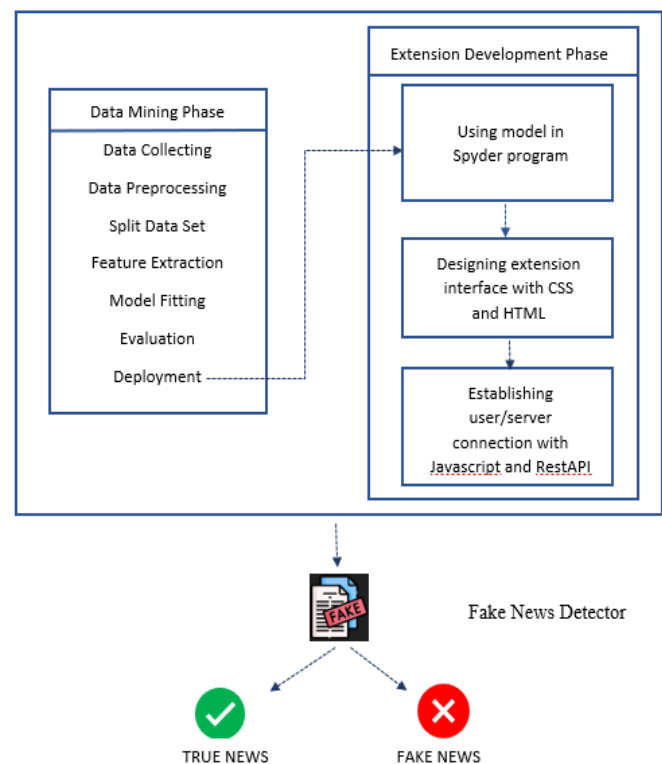 Data Mining Phase
Data Collecting
Data Preprocessing
Split Data Set
Feature Extraction
Model Fitting
Evaluation
Deployment
Extension Development Phase
Using model in
Spyder program
Designing extension
interface with CSS
and HTML
Establishing
user/server
connection with
Javascript and RestAPI
FAKE
Fake News Detector
TRUE NEWS
FAKE NEWS